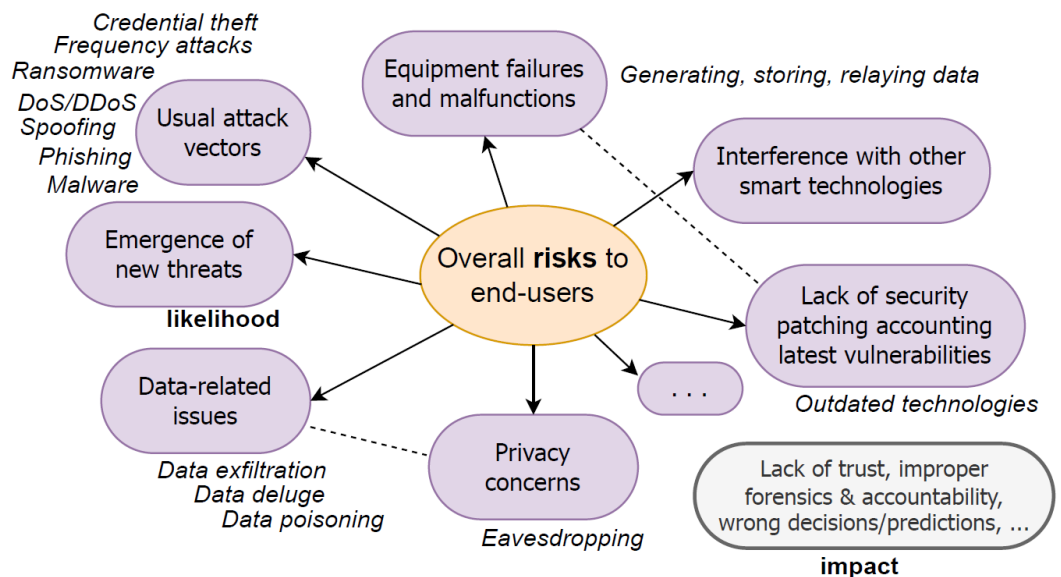 Credential theft
Frequency attacks
Ransomware
DoS/DDoS
Spoofing
Phishing
Malware
Usual attack
vectors
Equipment failures
and malfunctions
Generating, storing, relaying data
Interference with other
smart technologies
Emergence of
new threats
likelihood
Overall risks to
end-users
Lack of security
patching accounting
latest vulnerabilities
Outdated technologies
Data-related
issues
Data exfiltration
Data deluge
Data poisoning
Privacy
concerns
Eavesdropping
. . .
Lack of trust, improper
forensics & accountability,
wrong decisions/predictions, ...
impact